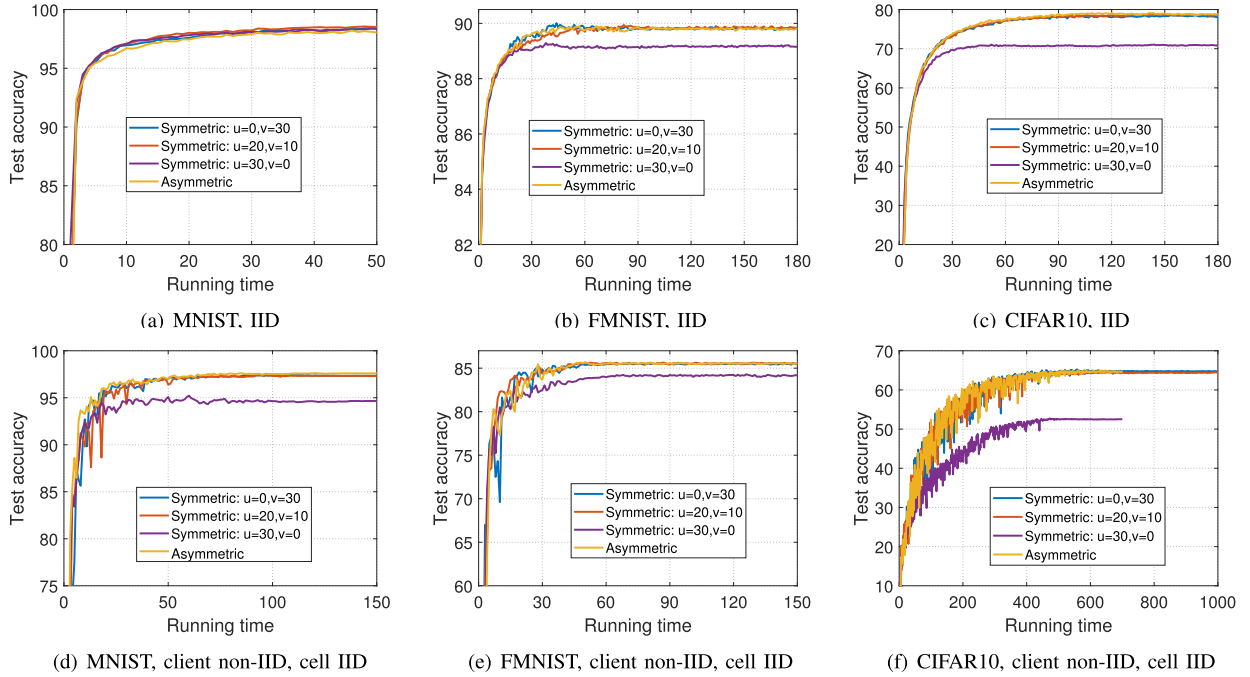 100
95
90
85
80
Test accuracy
Symmetric: u=0,v=30
Symmetric: u=20,v=10
Symmetric: u=30,v=0
Asymmetric
0 10 20 30 40 50
Running time
(a) MNIST, IID
90
88
86
84
82
Test accuracy
Symmetric: u=0,v=30
Symmetric: u=20,v=10
Symmetric: u=30,v=0
Asymmetric
0 30 60 90 120 150 180
Running time
(b) FMNIST, IID
80
70
60
50
40
30
20
Test accuracy
Symmetric: u=0,v=30
Symmetric: u=20,v=10
Symmetric: u=30,v=0
Asymmetric
0 30 60 90 120 150 180
Running time
(c) CIFAR10, IID
100
95
90
85
80
75
Test accuracy
Symmetric: u=0,v=30
Symmetric: u=20,v=10
Symmetric: u=30,v=0
Asymmetric
0 50 100 150
Running time
(d) MNIST, client non-IID, cell IID
85
80
75
70
65
60
Test accuracy
Symmetric: u=0,v=30
Symmetric: u=20,v=10
Symmetric: u=30,v=0
Asymmetric
0 30 60 90 120 150
Running time
(e) FMNIST, client non-IID, cell IID
70
60
50
40
30
20
10
Test accuracy
Symmetric: u=0,v=30
Symmetric: u=20,v=10
Symmetric: u=30,v=0
Asymmetric
0 200 400 600 800 1000
Running time
(f) CIFAR10, client non-IID, cell IID